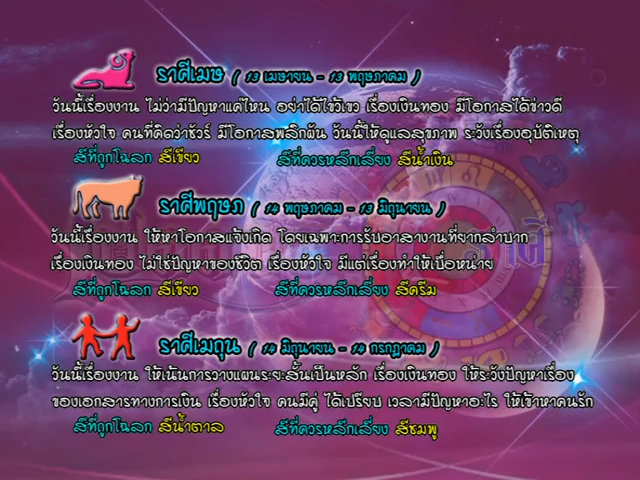 ราศีเมษ ( 13 เมษายน - 13 พฤษภาคม )
วันนี้เรื่องงาน ไม่ว่ามีปัญหาแค่ไหน อย่าได้ไขว้เขว เรื่องเงินทอง มีโอกาสได้ข่าวดี
เรื่องหัวใจ คนที่คิดว่าชัวร์ มีโอกาสพลิกผัน วันนี้ให้ดูแลสุขภาพ ระวังเรื่องอุบัติเหตุ
สีที่ถูกโฉลก สีเขียว สีที่ควรหลีกเลี่ยง สีน้ำเงิน
ราศีพฤษภ ( 14 พฤษภาคม - 13 มิถุนายน )
วันนี้เรื่องงาน ให้หาโอกาสแจ้งเกิด โดยเฉพาะการรับอาสางานที่ยากลำบาก
เรื่องเงินทอง ไม่ใช่ปัญหาของชีวิต เรื่องหัวใจ มีแต่เรื่องทำให้เบื่อหน่าย
สีที่ถูกโฉลก สีเขียว สีที่ควรหลีกเลี่ยง สีครีม
ราศีเมถุน ( 14 มิถุนายน - 14 กรกฎาคม )
วันนี้เรื่องงาน ให้เน้นการวางแผนระยะสั้นเป็นหลัก เรื่องเงินทอง ให้ระวังปัญหาเรื่อง
ของเอกสารทางการเงิน เรื่องหัวใจ คนมีคู่ ได้เปรียบ เวลามีปัญหาอะไร ให้เข้าหาคนรัก
สีที่ถูกโฉลก สีน้ำตาล สีที่ควรหลีกเลี่ยง สีชมพู